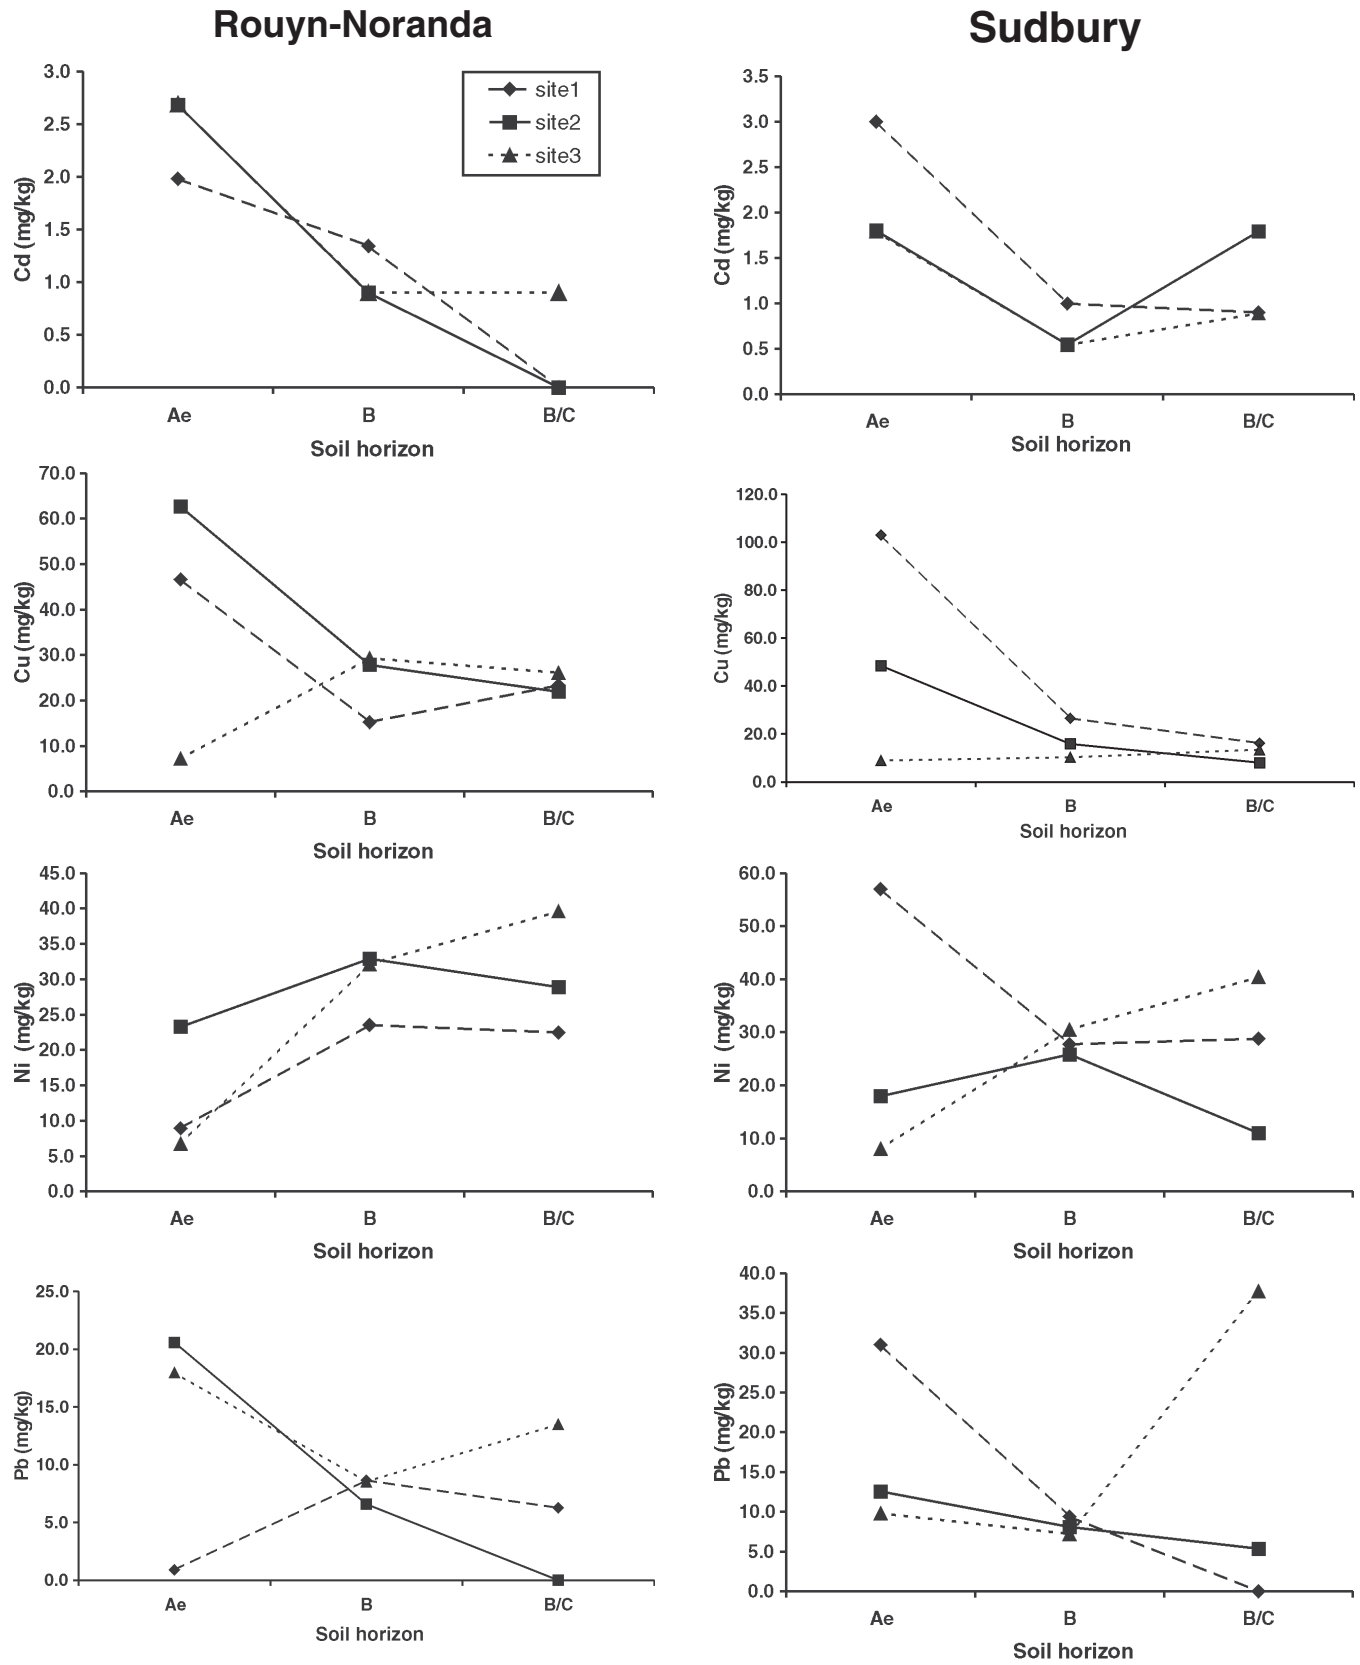 Rouyn-Noranda
Sudbury
3.0
2.5
2.0
1.5
1.0
0.5
0.0
Cd (mg/kg)
site1
site2
site3
Ae B B/C
Soil horizon
3.5
3.0
2.5
2.0
1.5
1.0
0.5
0.0
Cd (mg/kg)
Ae B B/C
Soil horizon
70.0
60.0
50.0
40.0
30.0
20.0
10.0
0.0
Cu (mg/kg)
Ae B B/C
Soil horizon
120.0
100.0
80.0
60.0
40.0
20.0
0.0
Cu (mg/kg)
Ae B B/C
Soil horizon
45.0
40.0
35.0
30.0
25.0
20.0
15.0
10.0
5.0
0.0
Ni (mg/kg)
Ae B B/C
Soil horizon
60.0
50.0
40.0
30.0
20.0
10.0
0.0
Ni (mg/kg)
Ae B B/C
Soil horizon
25.0
20.0
15.0
10.0
5.0
0.0
Pb (mg/kg)
Ae B B/C
Soil horizon
40.0
35.0
30.0
25.0
20.0
15.0
10.0
5.0
0.0
Pb (mg/kg)
Ae B B/C
Soil horizon